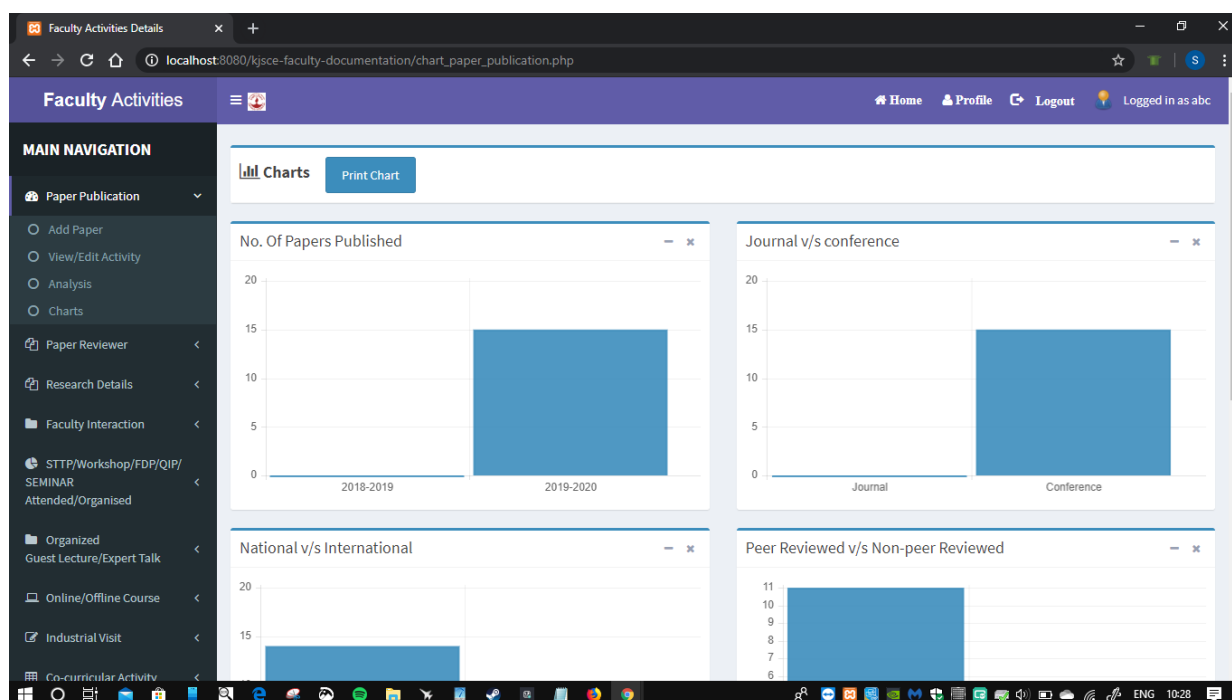 Faculty Activities Details
localhost:8080/kjsce-faculty-documentation/chart_paper_publication.php
S
Faculty Activities
Home Profile Logout Logged in as abc
MAIN NAVIGATION
Paper Publication
Add Paper
View/Edit Activity
Analysis
Charts
Paper Reviewer
Research Details
Faculty Interaction
STTP/Workshop/FDP/QIP/
SEMINAR
Attended/Organised
Organized
Guest Lecture/Expert Talk
Online/Offline Course
Industrial Visit
Co-curricular Activity
Charts
Print Chart
No. Of Papers Published
20
15
10
5
0
2018-2019 2019-2020
Journal v/s conference
20
15
10
5
0
Journal Conference
National v/s International
20
15
Peer Reviewed v/s Non-peer Reviewed
11
10
9
8
7
6
ENG 10:28